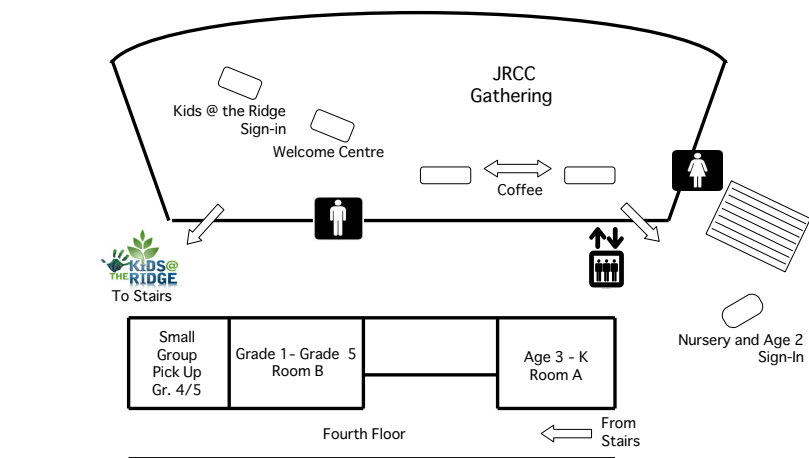 JRCC
Gathering
Kids @ the Ridge
Sign-in
Welcome Centre
Coffee
KiDS@
THE RIDGE
To Stairs
Nursery and Age 2
Sign-In
Small
Group
Pick Up
Gr. 4/5
Grade 1- Grade 5
Room B
Age 3 - K
Room A
Fourth Floor
From
Stairs